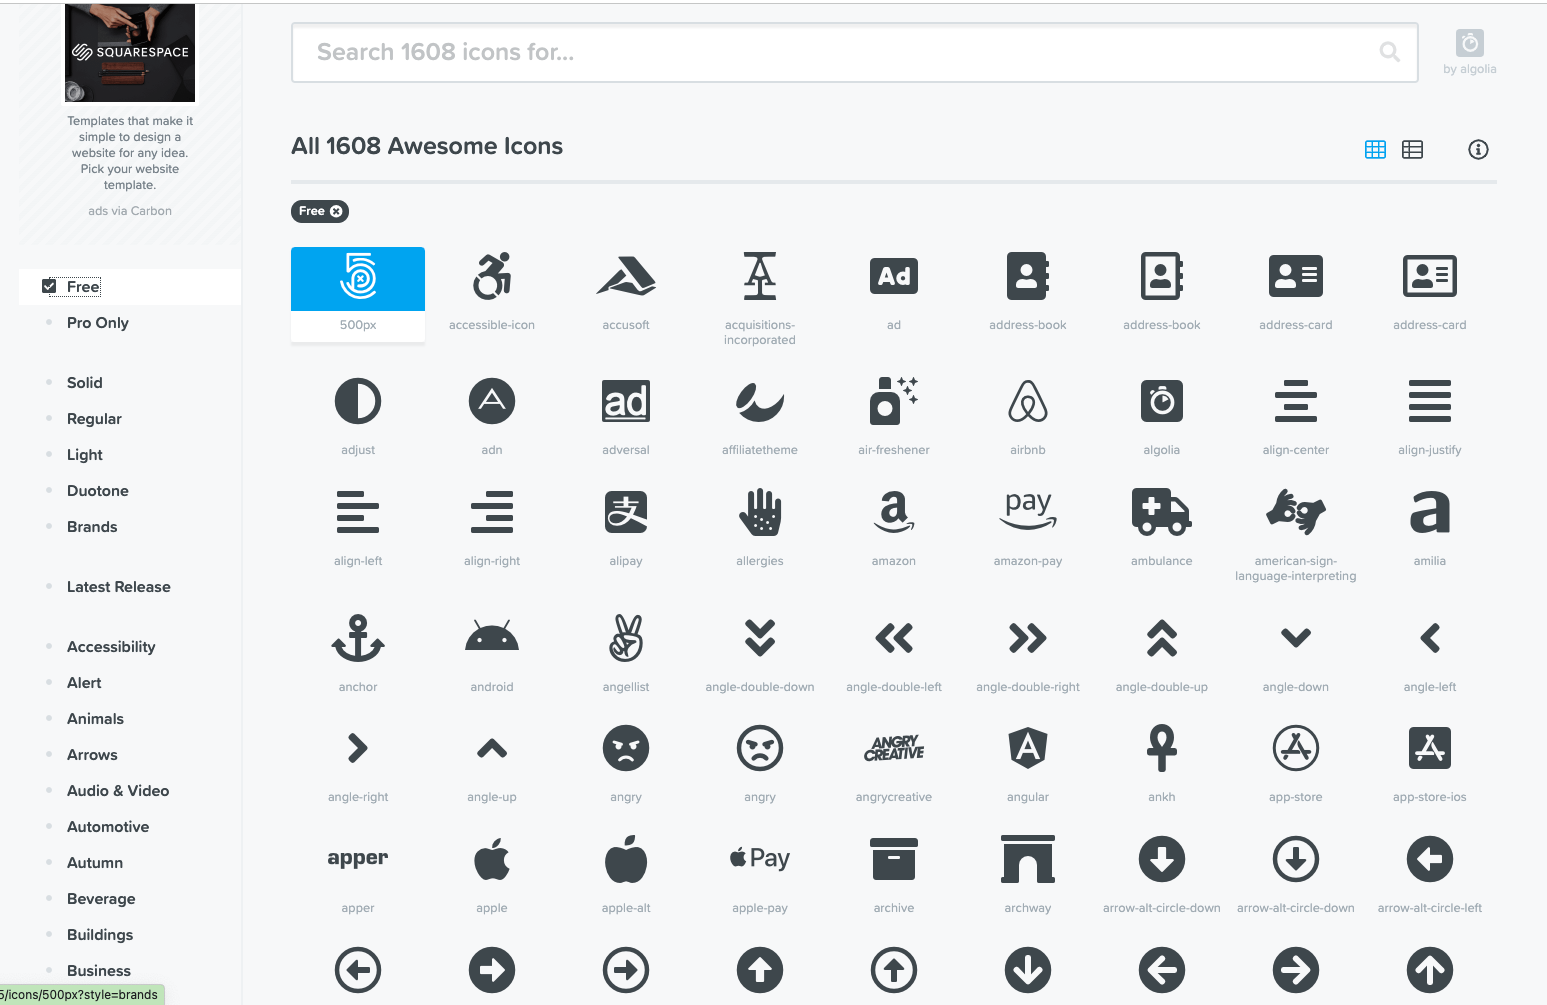 SQUARESPACE
Templates that make it
simple to design a
website for any idea.
Pick your website
template.
ads via Carbon
Free
Pro Only
Solid
Regular
Light
Duotone
Brands
Latest Release
Accessibility
Alert
Animals
Arrows
Audio & Video
Automotive
Autumn
Beverage
Buildings
Business
5/icons/500px?style=brands
Search 1608 icons for...
by algolia
All 1608 Awesome Icons
Free
5
Ad
500px
accessible-icon
accusoft
acquisitions-
incorporated
ad
address-book
address-book
address-card
address-card
ad
adjust
adn
adversal
affiliatetheme
air-freshener
airbnb
algolia
align-center
align-justify
支
a
pay
a
align-left
align-right
alipay
allergies
amazon
amazon-pay
ambulance
american-sign-
language-interpreting
amilia
anchor
android
angellist
angle-double-down
angle-double-left
angle-double-right
angle-double-up
angle-down
angle-left
ANGRY
CREATIVE
A
angle-right
angle-up
angry
angry
angrycreative
angular
ankh
app-store
app-store-ios
apper
Pay
apper
apple
apple-alt
apple-pay
archive
archway
arrow-alt-circle-down
arrow-alt-circle-down
arrow-alt-circle-left